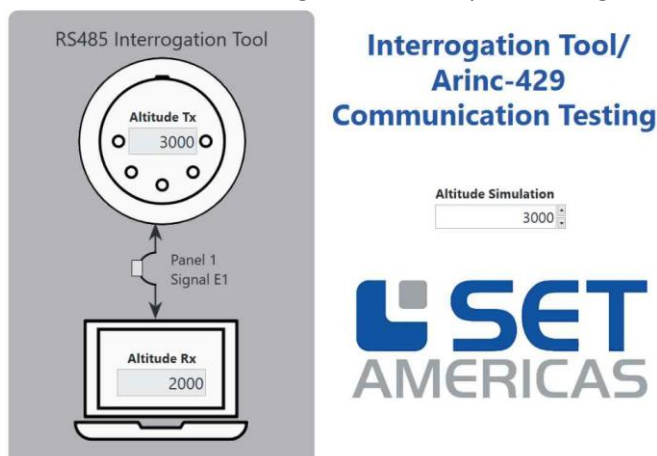 RS485 Interrogation Tool
Altitude Tx
3000
Panel 1
Signal E1
Altitude Rx
2000
Interrogation Tool/
Arinc-429
Communication Testing
Altitude Simulation
3000
SET
AMERICAS